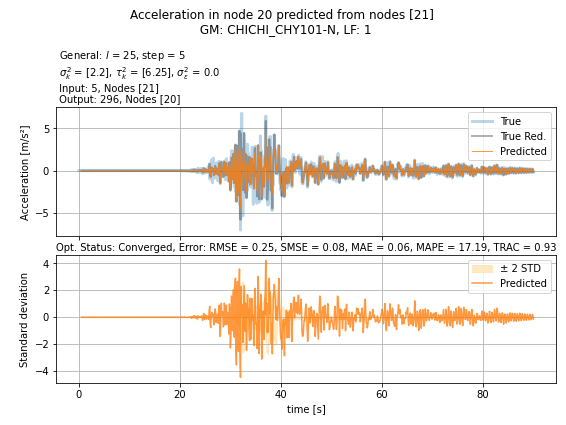 Acceleration in node 20 predicted from nodes [21]
GM: CHICHI_CHY101-N, LF: 1
General: l = 25, step = 5
σ²ₖ = [2.2], τ²ₖ = [6.25], σ²ε = 0.0
Input: 5, Nodes [21]
Output: 296, Nodes [20]
Acceleration [m/s²]
5
0
−5
True
True Red.
Predicted
Opt. Status: Converged, Error: RMSE = 0.25, SMSE = 0.08, MAE = 0.06, MAPE = 17.19, TRAC = 0.93
Standard deviation
4
2
0
−2
−4
± 2 STD
Predicted
0 20 40 60 80
time [s]